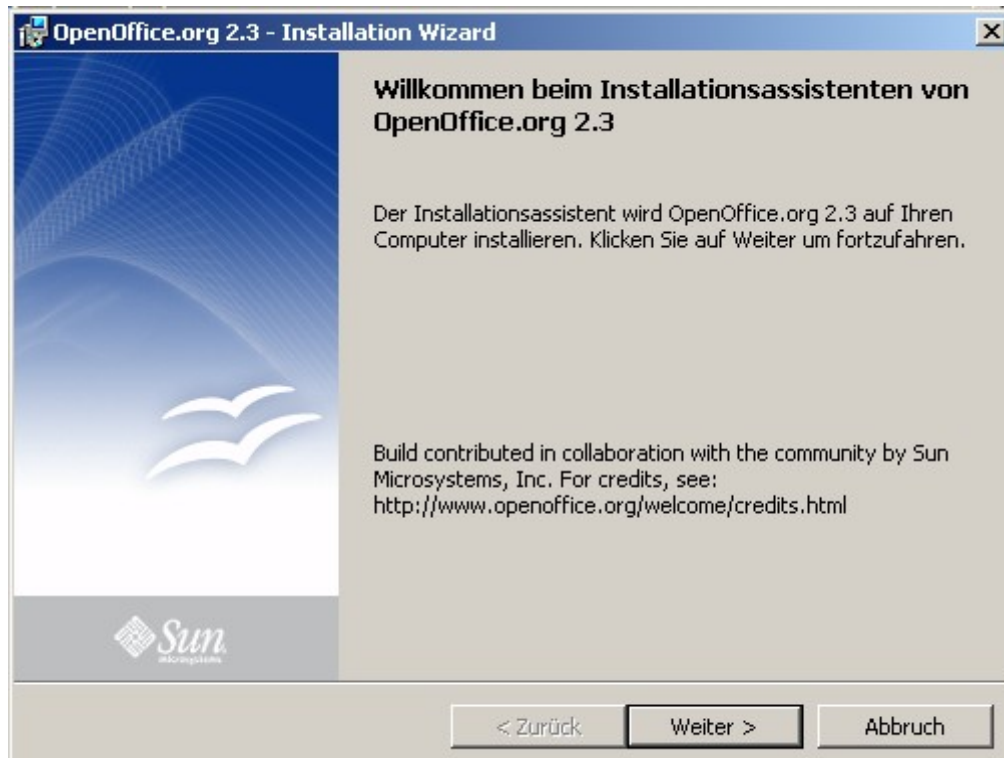 OpenOffice.org 2.3 - Installation Wizard
Willkommen beim Installationsassistenten von
OpenOffice.org 2.3
Der Installationsassistent wird OpenOffice.org 2.3 auf Ihren
Computer installieren. Klicken Sie auf Weiter um fortzufahren.
Build contributed in collaboration with the community by Sun
Microsystems, Inc. For credits, see:
http://www.openoffice.org/welcome/credits.html
Sun
microsystems
< Zurück
Weiter >
Abbruch